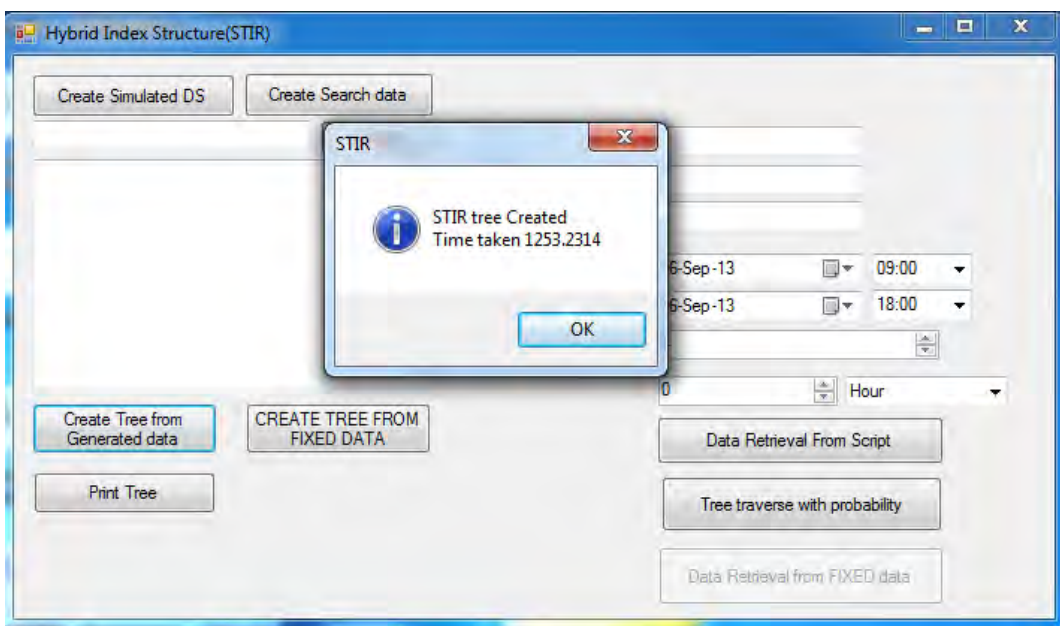 Hybrid Index Structure(STIR)
Create Simulated DS
Create Search data
STIR
STIR tree Created
Time taken 1253.2314
OK
6-Sep-13
09:00
6-Sep-13
18:00
0
Hour
Create Tree from
Generated data
CREATE TREE FROM
FIXED DATA
Data Retrieval From Script
Print Tree
Tree traverse with probability
Data Retrieval from FIXED data